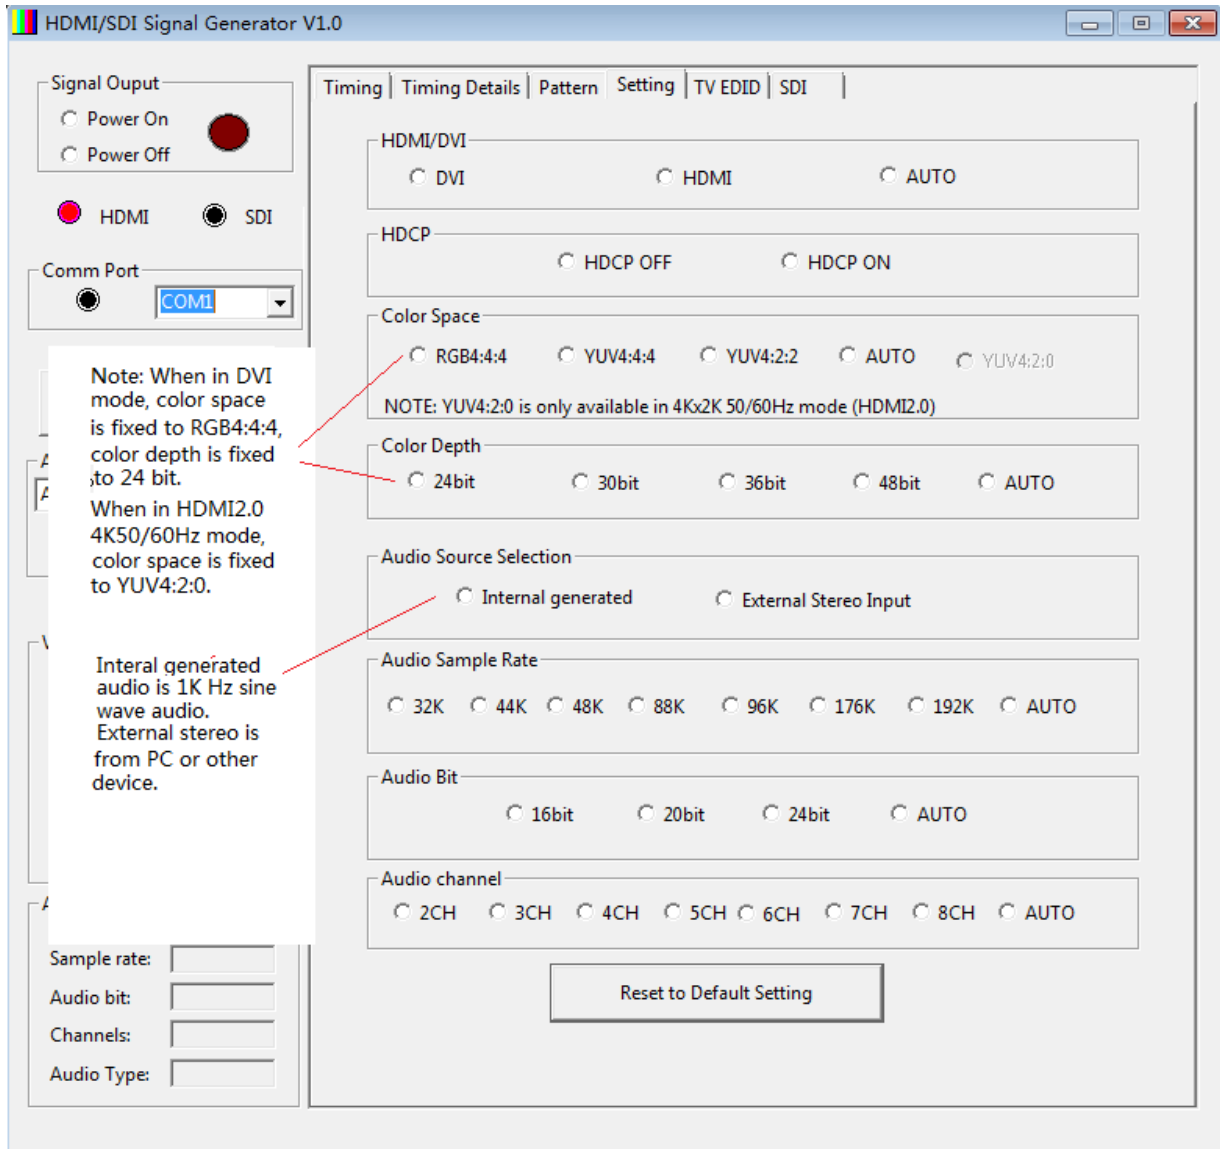 HDMI/SDI Signal Generator V1.0
Signal Ouput
Power On
Power Off
HDMI SDI
Comm Port
COM1
Note: When in DVI
mode, color space
is fixed to RGB4:4:4,
color depth is fixed
to 24 bit.
When in HDMI2.0
4K50/60Hz mode,
color space is fixed
to YUV4:2:0.
Interal generated
audio is 1K Hz sine
wave audio.
External stereo is
from PC or other
device.
Sample rate:
Audio bit:
Channels:
Audio Type:
Timing Timing Details Pattern Setting TV EDID SDI
HDMI/DVI
DVI HDMI AUTO
HDCP
HDCP OFF HDCP ON
Color Space
RGB4:4:4 YUV4:4:4 YUV4:2:2 AUTO YUV4:2:0
NOTE: YUV4:2:0 is only available in 4Kx2K 50/60Hz mode (HDMI2.0)
Color Depth
24bit 30bit 36bit 48bit AUTO
Audio Source Selection
Internal generated External Stereo Input
Audio Sample Rate
32K 44K 48K 88K 96K 176K 192K AUTO
Audio Bit
16bit 20bit 24bit AUTO
Audio channel
2CH 3CH 4CH 5CH 6CH 7CH 8CH AUTO
Reset to Default Setting